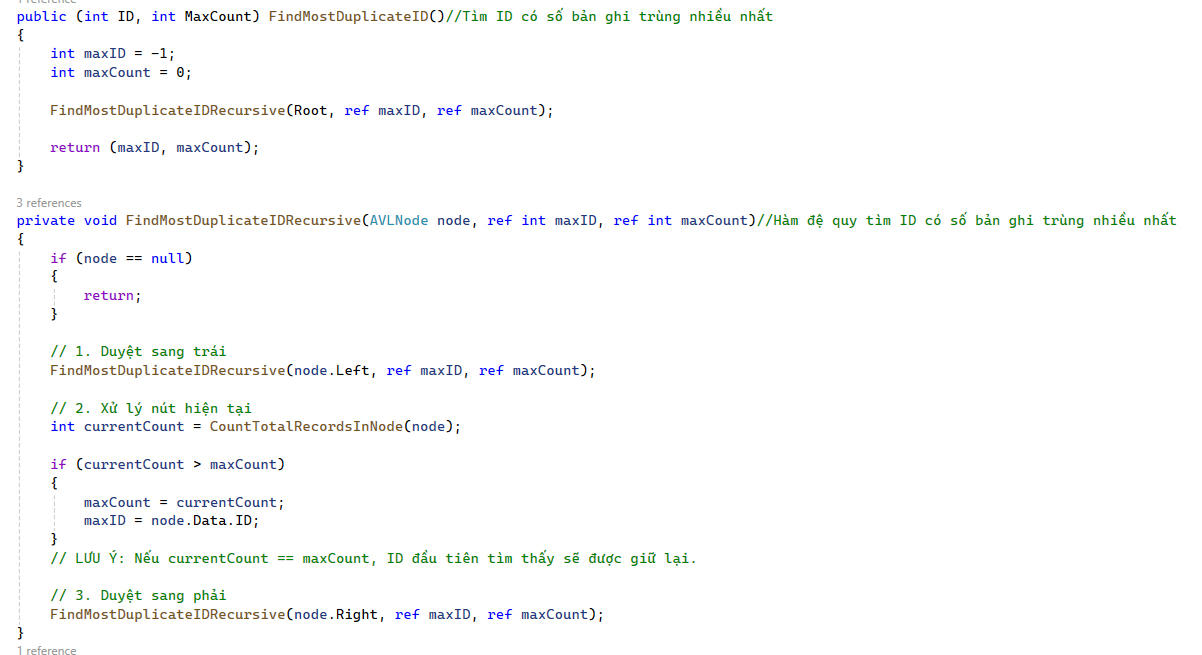 1 reference
public (int ID, int MaxCount) FindMostDuplicateID()//Tìm ID có số bản ghi trùng nhiều nhất
{
int maxID = -1;
int maxCount = 0;
FindMostDuplicateIDRecursive(Root, ref maxID, ref maxCount);
return (maxID, maxCount);
}
3 references
private void FindMostDuplicateIDRecursive(AVLNode node, ref int maxID, ref int maxCount)//Hàm đệ quy tìm ID có số bản ghi trùng nhiều nhất
{
if (node == null)
{
return;
}
// 1. Duyệt sang trái
FindMostDuplicateIDRecursive(node.Left, ref maxID, ref maxCount);
// 2. Xử lý nút hiện tại
int currentCount = CountTotalRecordsInNode(node);
if (currentCount > maxCount)
{
maxCount = currentCount;
maxID = node.Data.ID;
}
// LƯU Ý: Nếu currentCount == maxCount, ID đầu tiên tìm thấy sẽ được giữ lại.
// 3. Duyệt sang phải
FindMostDuplicateIDRecursive(node.Right, ref maxID, ref maxCount);
}
1 reference